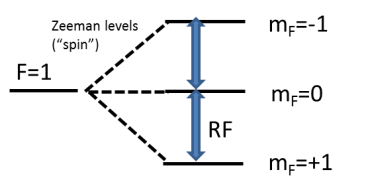 Zeeman levels
(“spin”)
m_F=-1
F=1
m_F=0
RF
m_F=+1